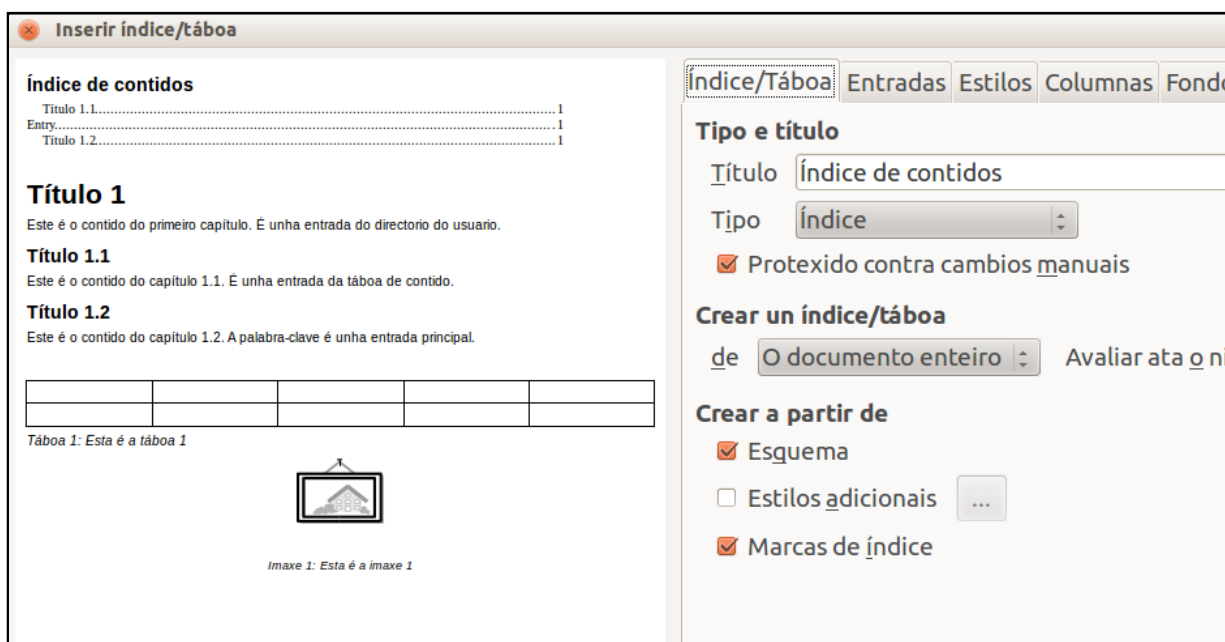 Inserir índice/táboa
Índice de contidos
Título 1.1 1
Entry 1
Título 1.2 1
Título 1
Este é o contido do primeiro capítulo. É unha entrada do directorio do usuario.
Título 1.1
Este é o contido do capítulo 1.1. É unha entrada da táboa de contido.
Título 1.2
Este é o contido do capítulo 1.2. A palabra-clave é unha entrada principal.
Táboa 1: Esta é a táboa 1
Imaxe 1: Esta é a imaxe 1
Índice/Táboa Entradas Estilos Columnas
Tipo e título
Título Índice de contidos
Tipo Índice
Protexido contra cambios manuais
Crear un índice/táboa
de O documento enteiro Avaliar ata o
Crear a partir de
Esquema
Estilos adicionais ...
Marcas de índice